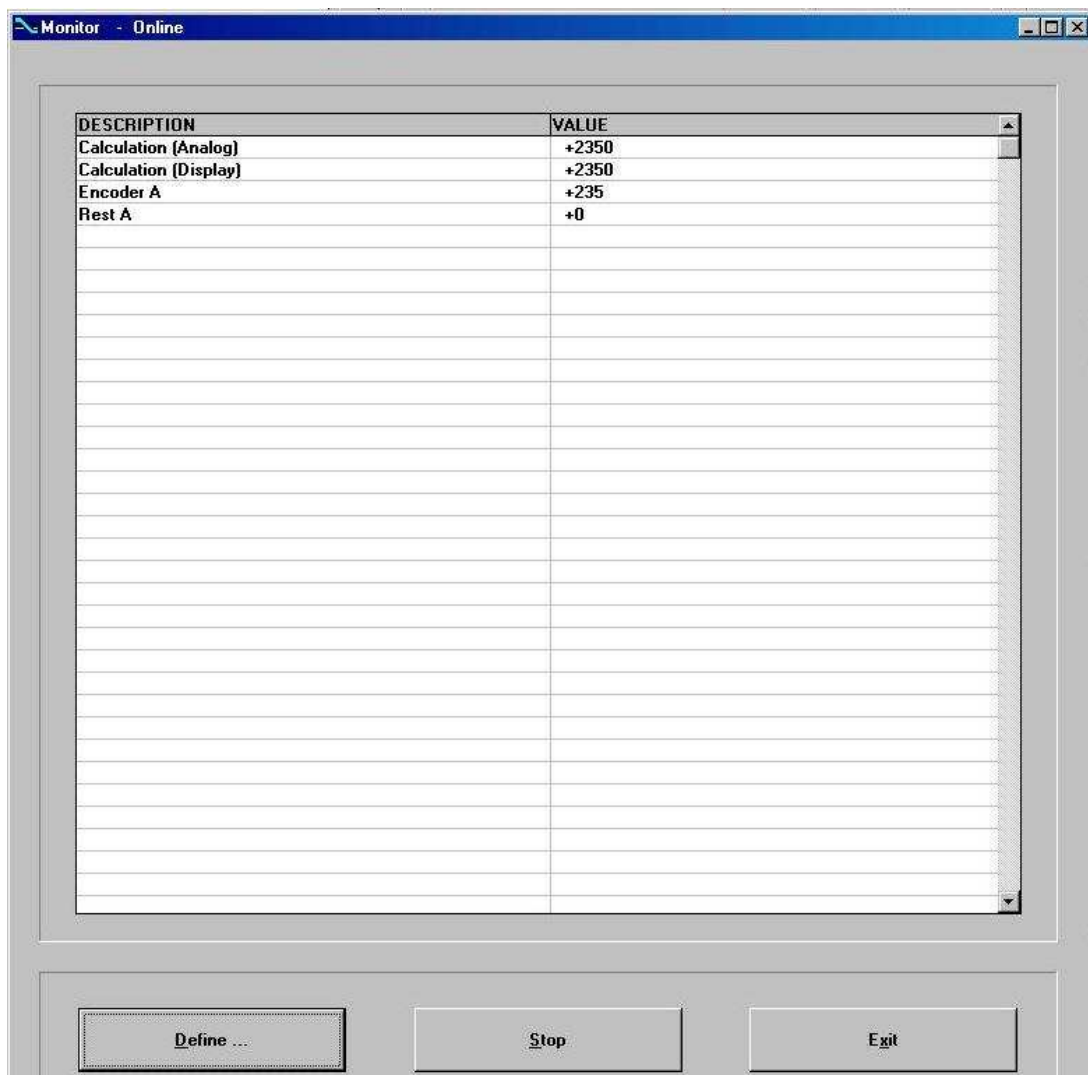 Monitor - Online
DESCRIPTION VALUE
Calculation (Analog) +2350
Calculation (Display) +2350
Encoder A +235
Rest A +0
Define ... Stop Exit